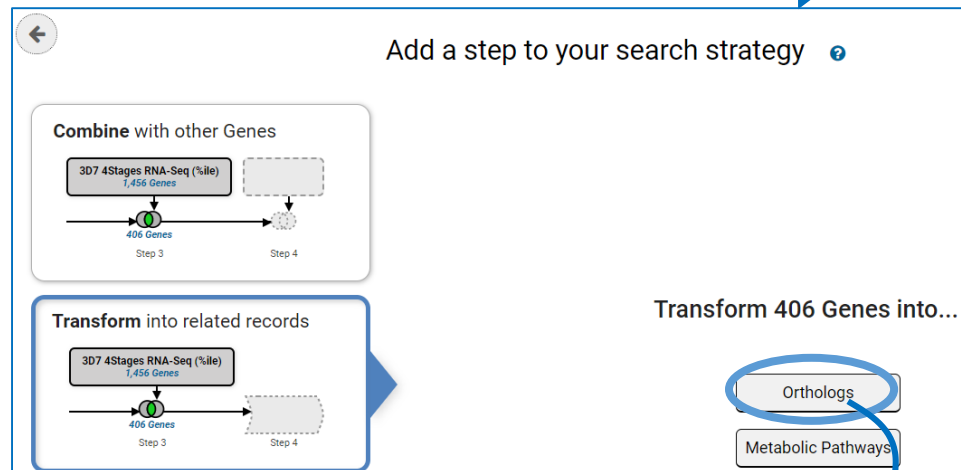 Add a step to your search strategy
Combine with other Genes
3D7 4Stages RNA-Seq (%ile)
1,456 Genes
406 Genes
Step 3
Step 4
Transform into related records
3D7 4Stages RNA-Seq (%ile)
1,456 Genes
406 Genes
Step 3
Step 4
Transform 406 Genes into...
Orthologs
Metabolic Pathways